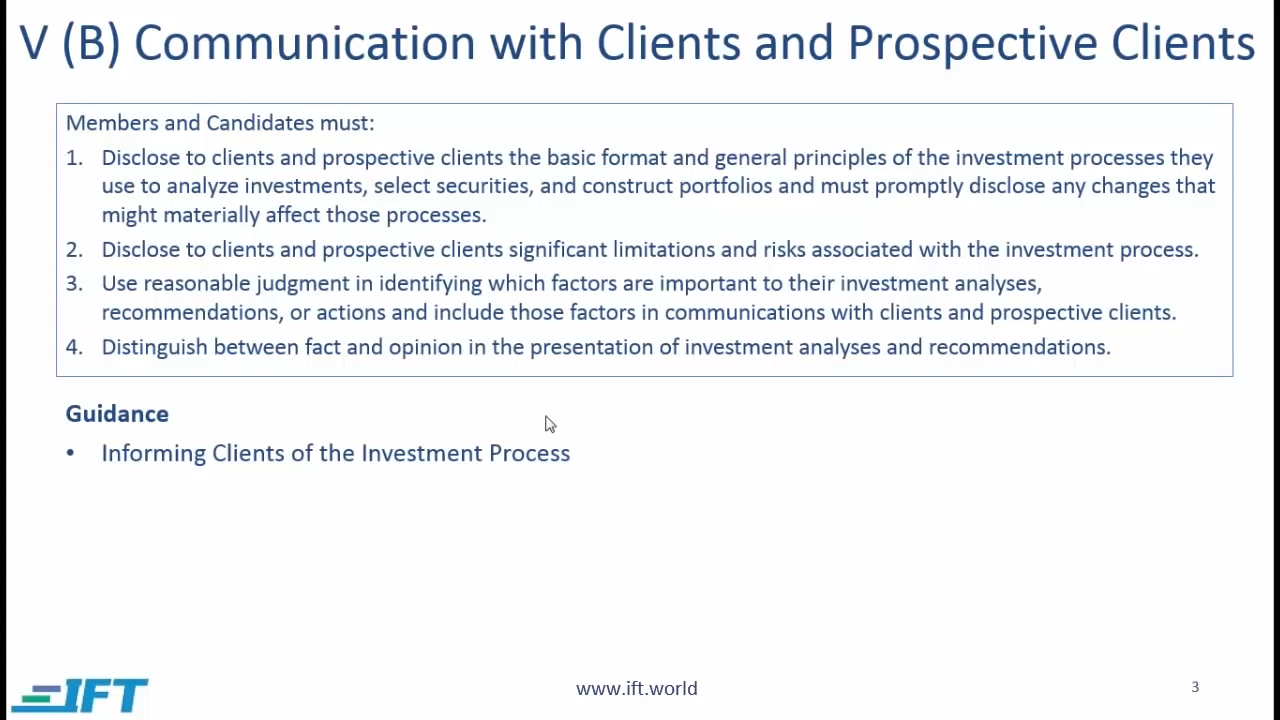 V (B) Communication with Clients and Prospective Clients
Members and Candidates must:
1. Disclose to clients and prospective clients the basic format and general principles of the investment processes they
use to analyze investments, select securities, and construct portfolios and must promptly disclose any changes that
might materially affect those processes.
2. Disclose to clients and prospective clients significant limitations and risks associated with the investment process.
3. Use reasonable judgment in identifying which factors are important to their investment analyses,
recommendations, or actions and include those factors in communications with clients and prospective clients.
4. Distinguish between fact and opinion in the presentation of investment analyses and recommendations.
Guidance
• Informing Clients of the Investment Process
IFT
www.ift.world
3